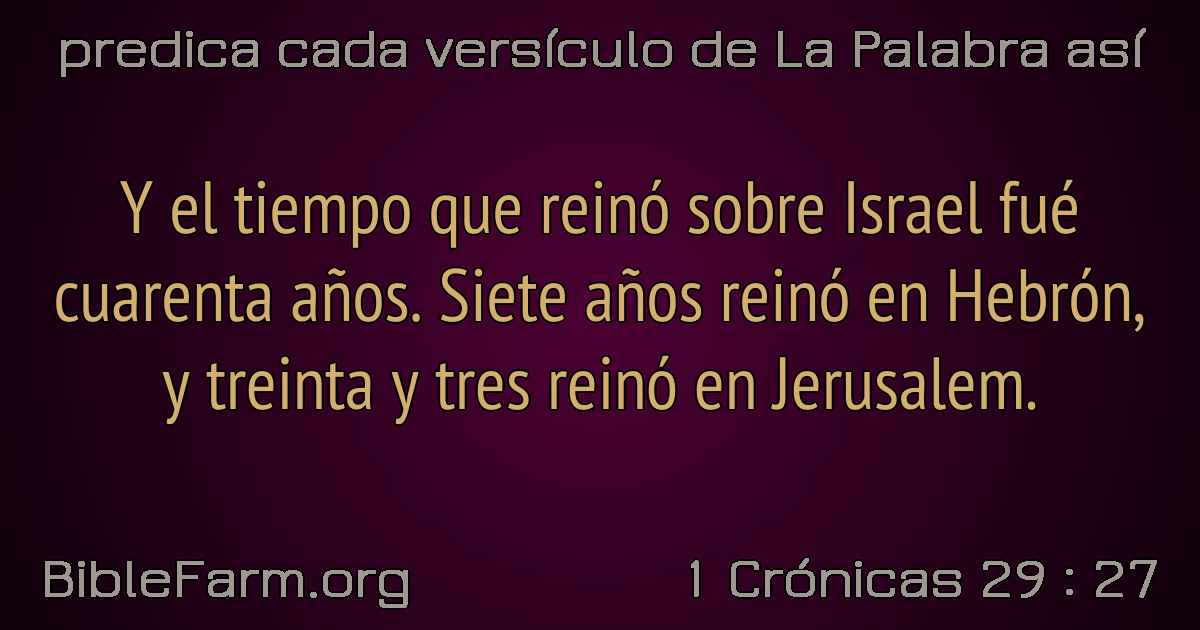 predica cada versículo de La Palabra así
Y el tiempo que reinó sobre Israel fué
cuarenta años. Siete años reinó en Hebrón,
y treinta y tres reinó en Jerusalem.
BibleFarm.org
1 Crónicas 29 : 27